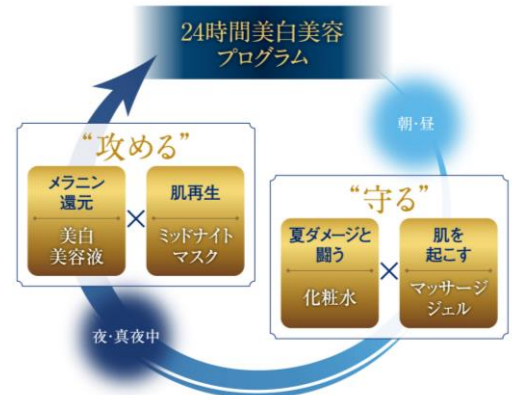 24時間美白美容
プログラム
朝・昼
“攻める”
メラニン
還元
美白
美容液
×
肌再生
ミッドナイト
マスク
“守る”
夏ダメージと
闘う
化粧水
×
肌を
起こす
マッサージ
ジェル
夜・真夜中